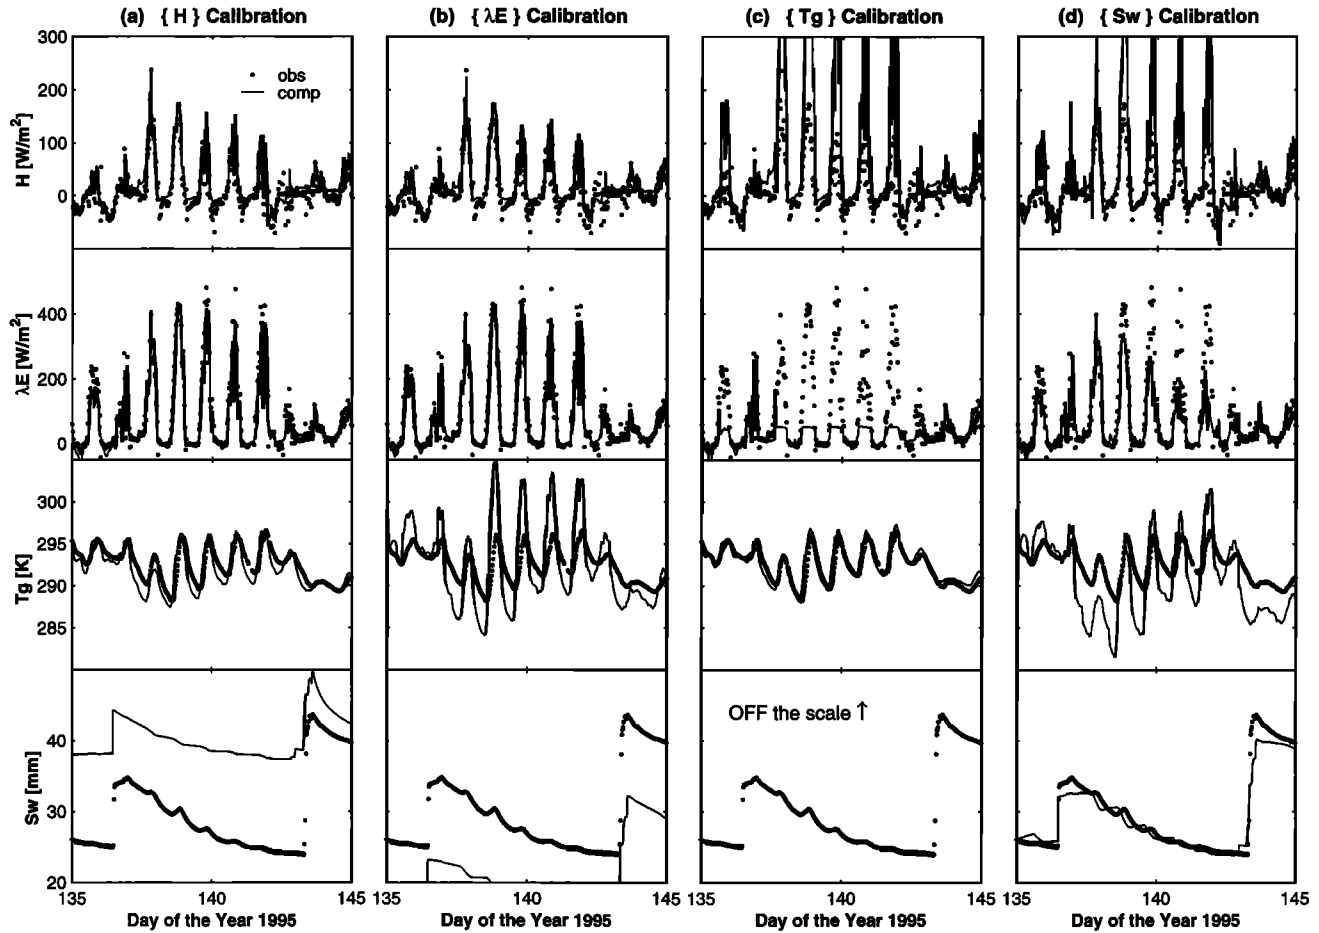 (a) { H } Calibration
(b) { λE } Calibration
(c) { Tg } Calibration
(d) { Sw } Calibration
300
200
100
0
H [W/m²]
obs
comp
400
200
0
λE [W/m²]
300
295
290
285
Tg [K]
OFF the scale ↑
40
30
20
Sw [mm]
135 140 145
135 140 145
135 140 145
135 140 145
Day of the Year 1995
Day of the Year 1995
Day of the Year 1995
Day of the Year 1995